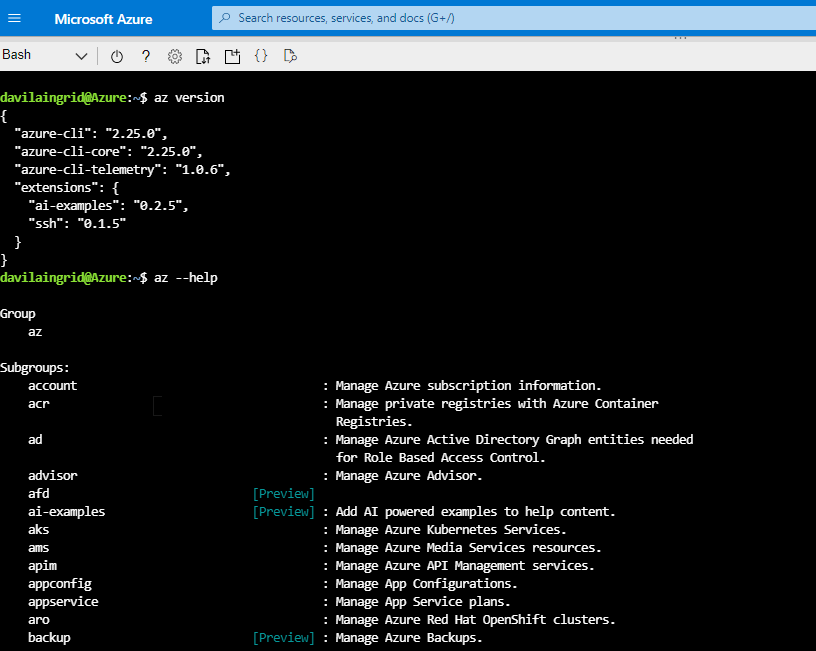 Microsoft Azure
Search resources, services, and docs (G+/)
Bash
davilaingrid@Azure:~$ az version
{
  "azure-cli": "2.25.0",
  "azure-cli-core": "2.25.0",
  "azure-cli-telemetry": "1.0.6",
  "extensions": {
    "ai-examples": "0.2.5",
    "ssh": "0.1.5"
  }
}
davilaingrid@Azure:~$ az --help
Group
    az
Subgroups:
    account : Manage Azure subscription information.
    acr : Manage private registries with Azure Container
Registries.
    ad : Manage Azure Active Directory Graph entities needed
for Role Based Access Control.
    advisor : Manage Azure Advisor.
    afd [Preview]
    ai-examples [Preview] : Add AI powered examples to help content.
    aks : Manage Azure Kubernetes Services.
    ams : Manage Azure Media Services resources.
    apim : Manage Azure API Management services.
    appconfig : Manage App Configurations.
    appservice : Manage App Service plans.
    aro : Manage Azure Red Hat OpenShift clusters.
    backup [Preview] : Manage Azure Backups.